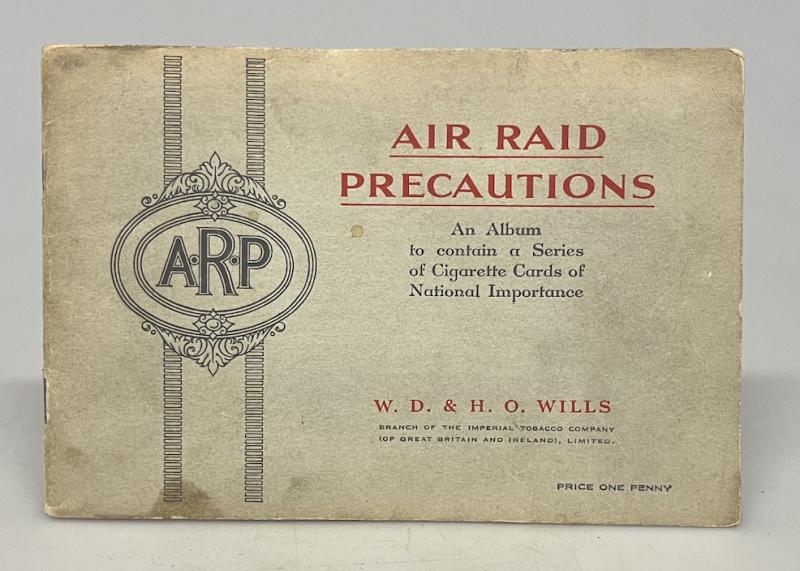 A·R·P
AIR RAID
PRECAUTIONS
An Album
to contain a Series
of Cigarette Cards of
National Importance
W. D. & H. O. WILLS
BRANCH OF THE IMPERIAL TOBACCO COMPANY
(OF GREAT BRITAIN AND IRELAND), LIMITED.
PRICE ONE PENNY